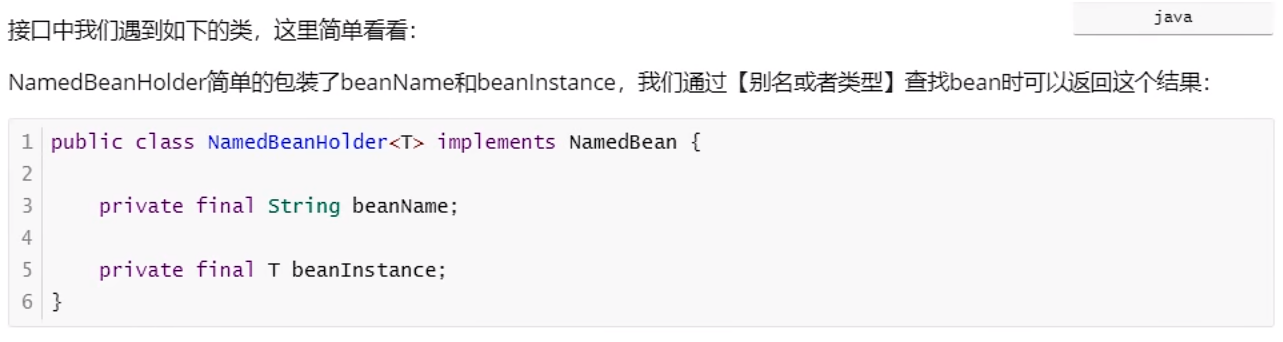 java
接口中我们遇到如下的类，这里简单看看：
NamedBeanHolder简单的包装了beanName和beanInstance，我们通过【别名或者类型】查找bean时可以返回这个结果：
1 public class NamedBeanHolder<T> implements NamedBean {
2
3     private final String beanName;
4
5     private final T beanInstance;
6 }